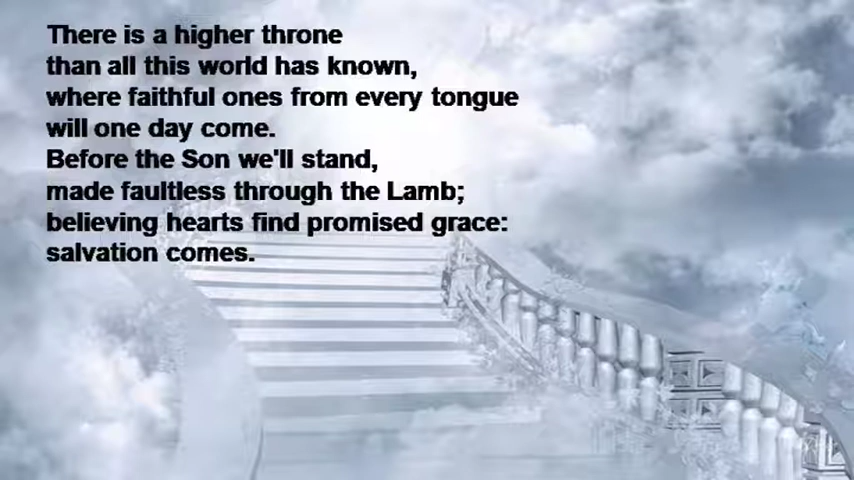 There is a higher throne
than all this world has known,
where faithful ones from every tongue
will one day come.
Before the Son we'll stand,
made faultless through the Lamb;
believing hearts find promised grace:
salvation comes.